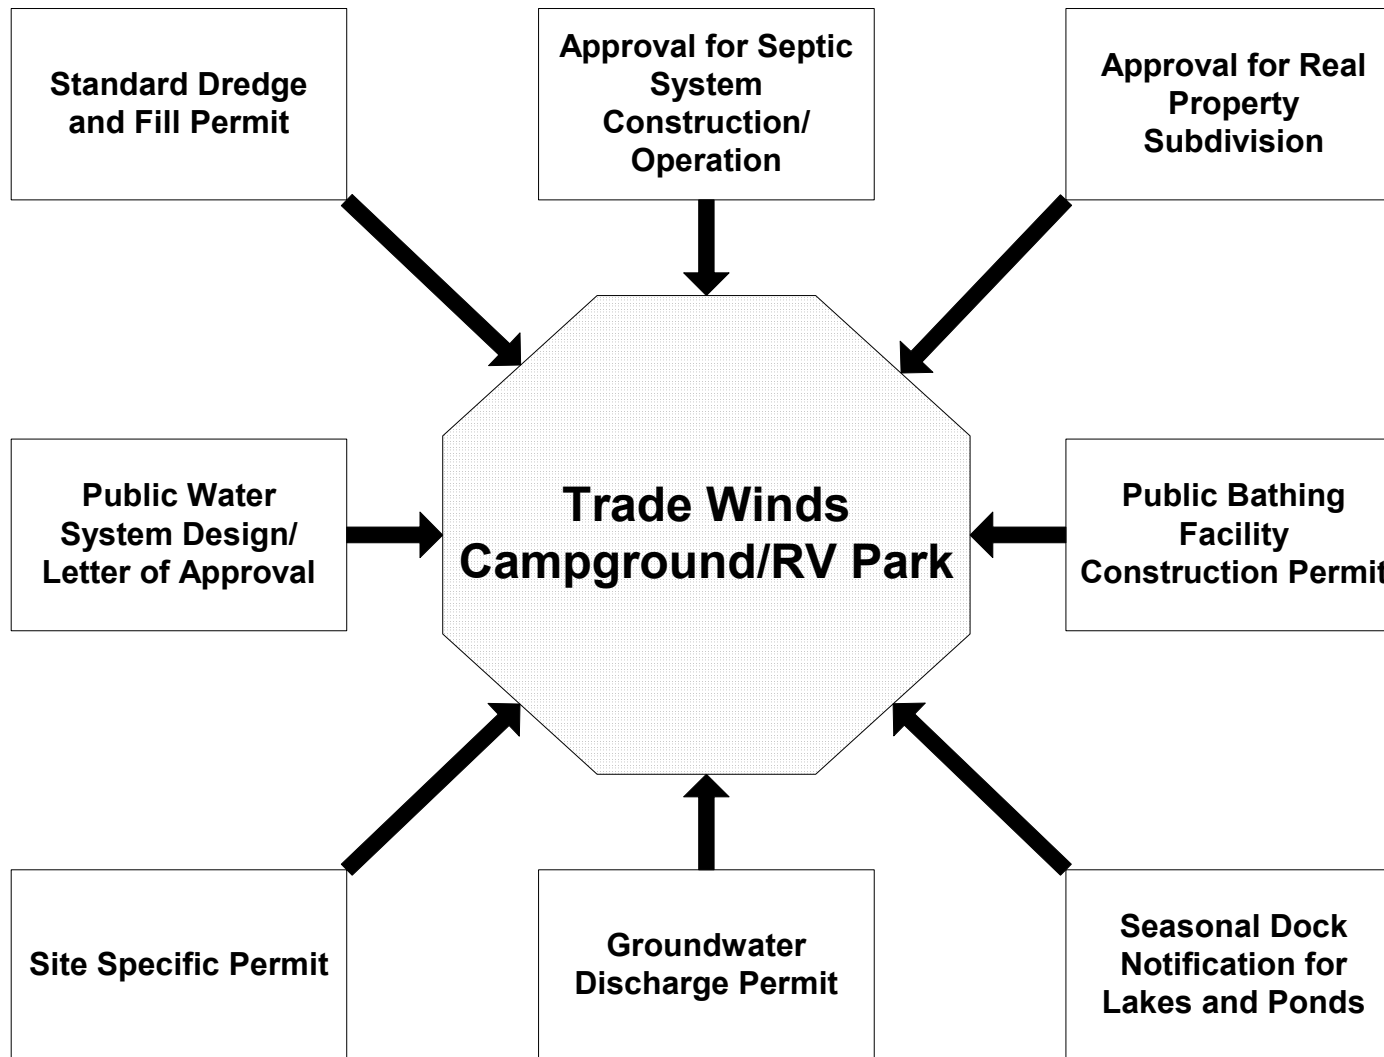 Standard Dredge
and Fill Permit
Approval for Septic
System
Construction/
Operation
Approval for Real
Property
Subdivision
Public Water
System Design/
Letter of Approval
Trade Winds
Campground/RV Park
Public Bathing
Facility
Construction Permit
Site Specific Permit
Groundwater
Discharge Permit
Seasonal Dock
Notification for
Lakes and Ponds